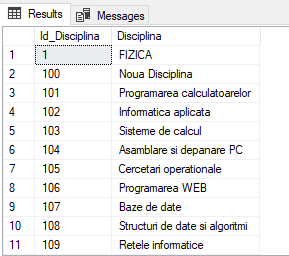 Results Messages
Id_Disciplina Disciplina
1 1 FIZICA
2 100 Noua Disciplina
3 101 Programarea calculatoarelor
4 102 Informatica aplicata
5 103 Sisteme de calcul
6 104 Asamblare si depanare PC
7 105 Cercetari operationale
8 106 Programarea WEB
9 107 Baze de date
10 108 Structuri de date si algoritmi
11 109 Retele informatice